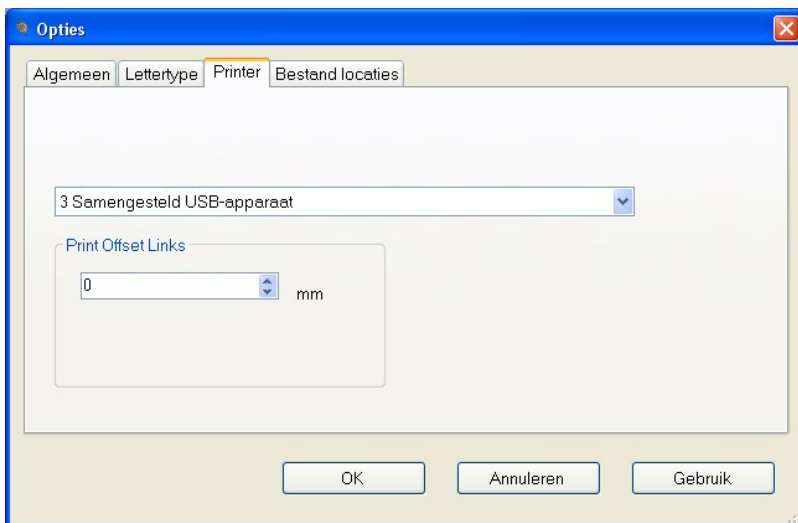 Opties
Algemeen Lettertype Printer Bestand locaties
3 Samengesteld USB-apparaat
Print Offset Links
0 mm
OK Annuleren Gebruik